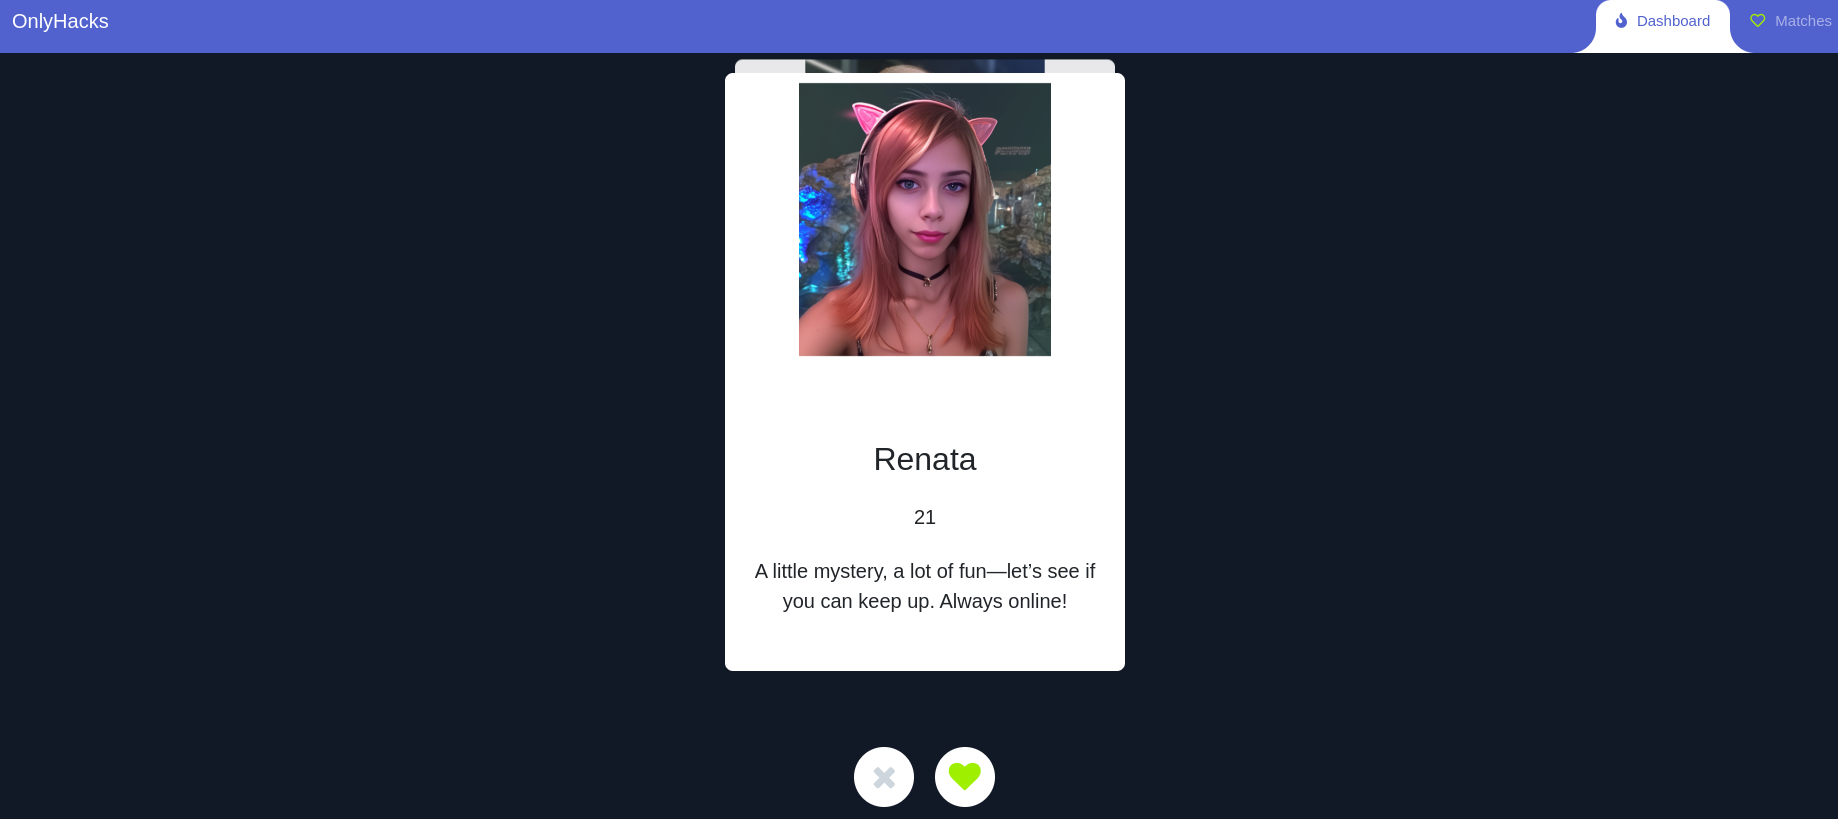 OnlyHacks
Dashboard
Matches
Renata
21
A little mystery, a lot of fun—let’s see if
you can keep up. Always online!